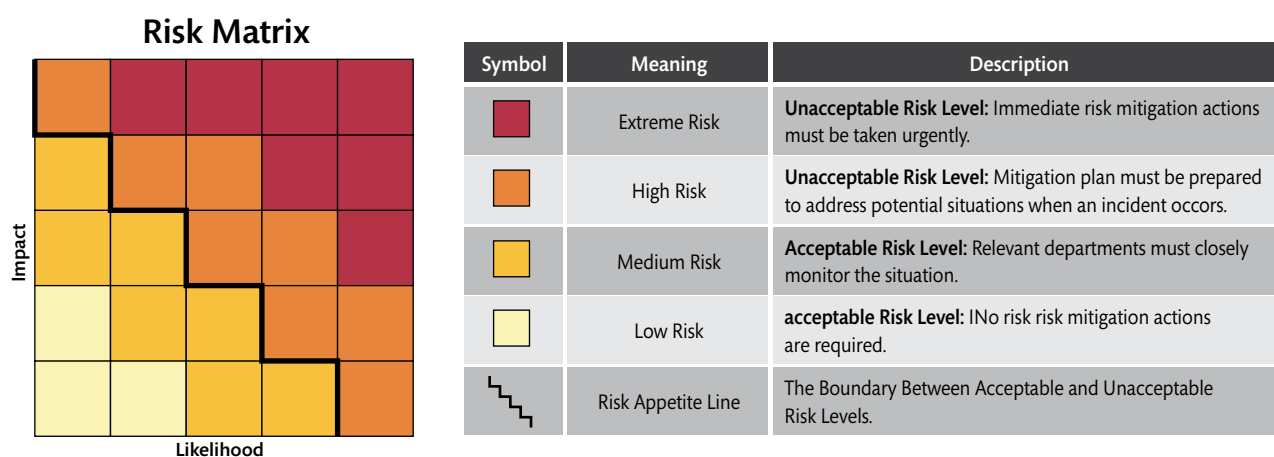 Risk Matrix
Impact
Likelihood
Symbol Meaning Description
Extreme Risk
Unacceptable Risk Level: Immediate risk mitigation actions
must be taken urgently.
High Risk
Unacceptable Risk Level: Mitigation plan must be prepared
to address potential situations when an incident occors.
Medium Risk
Acceptable Risk Level: Relevant departments must closely
monitor the situation.
Low Risk
acceptable Risk Level: INo risk risk mitigation actions
are required.
Risk Appetite Line
The Boundary Between Acceptable and Unacceptable
Risk Levels.